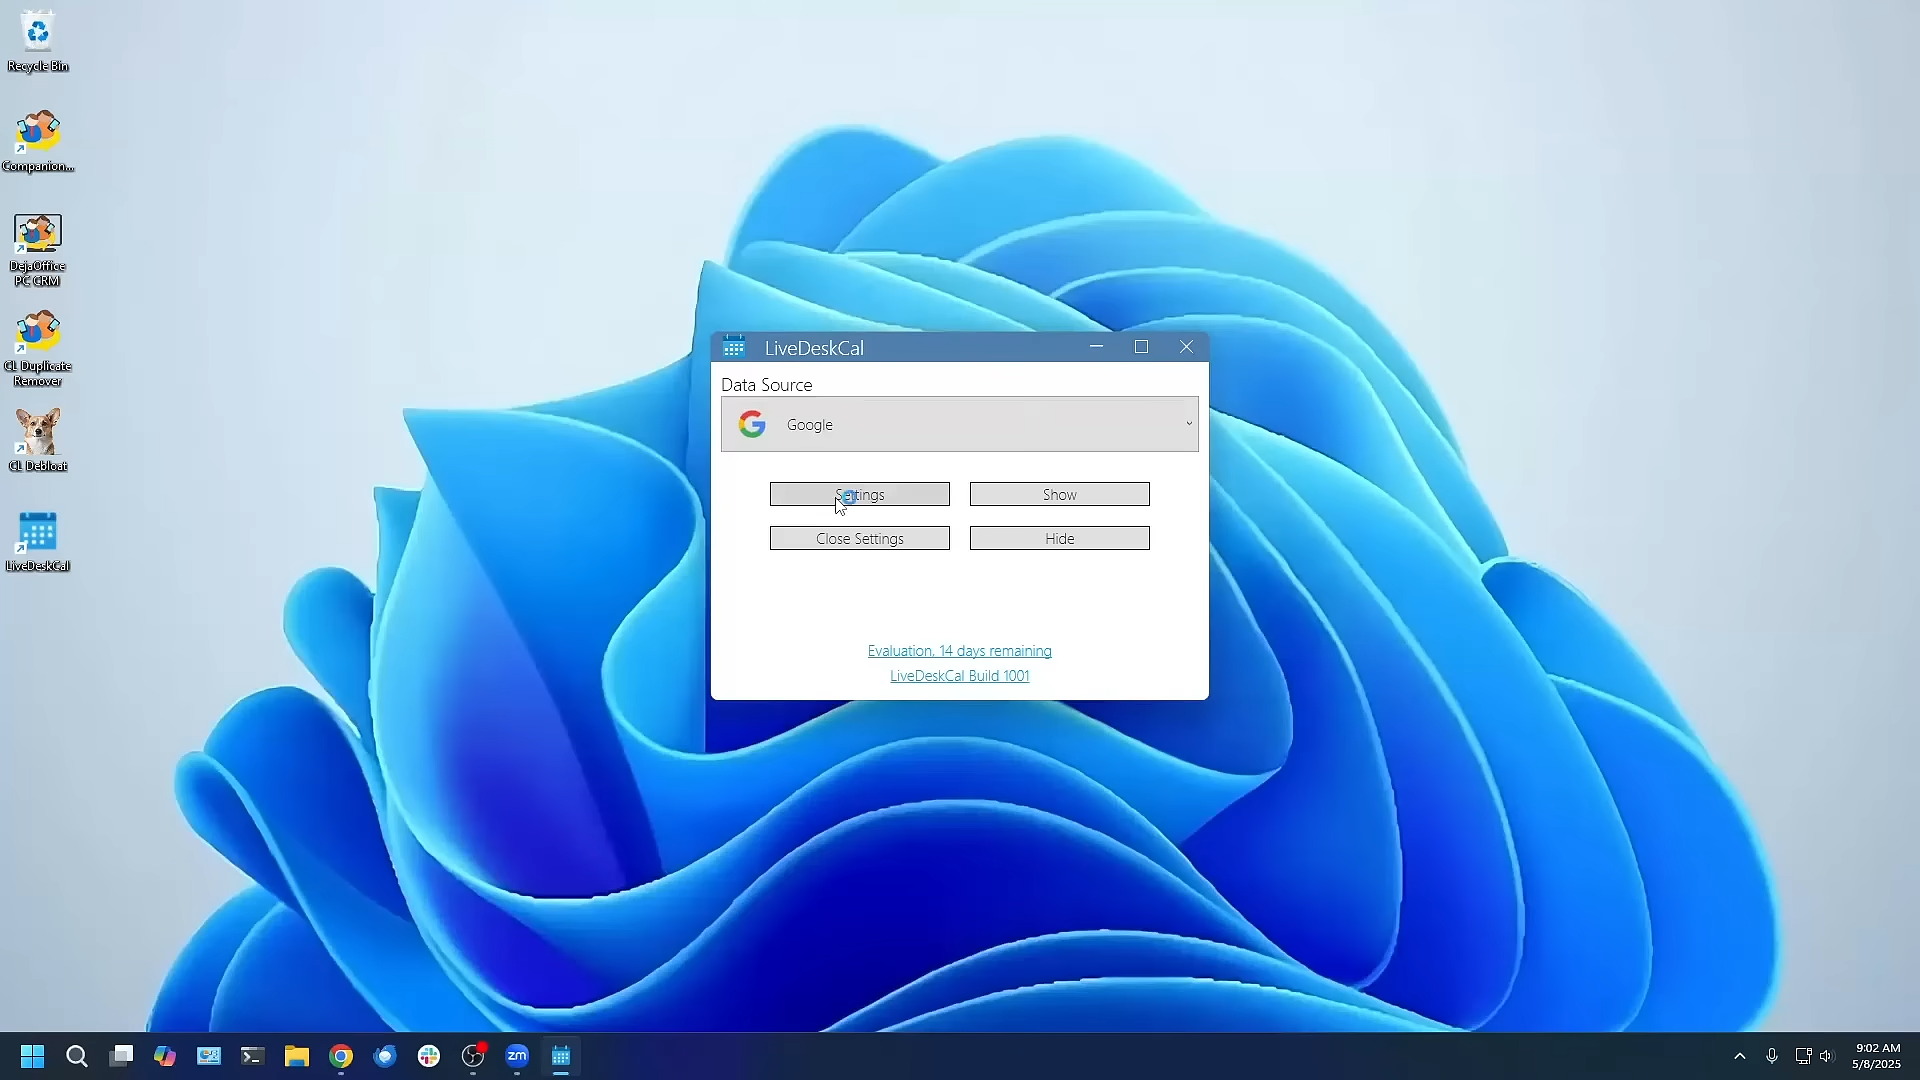 Recycle Bin
Companion...
DejaOffice
PC CRM
CL Duplicate
Remover
CL Debloat
LiveDeskCal
LiveDeskCal
Data Source
Google
Settings
Show
Close Settings
Hide
Evaluation. 14 days remaining
LiveDeskCal Build 1001
zm
9:02 AM
5/8/2025